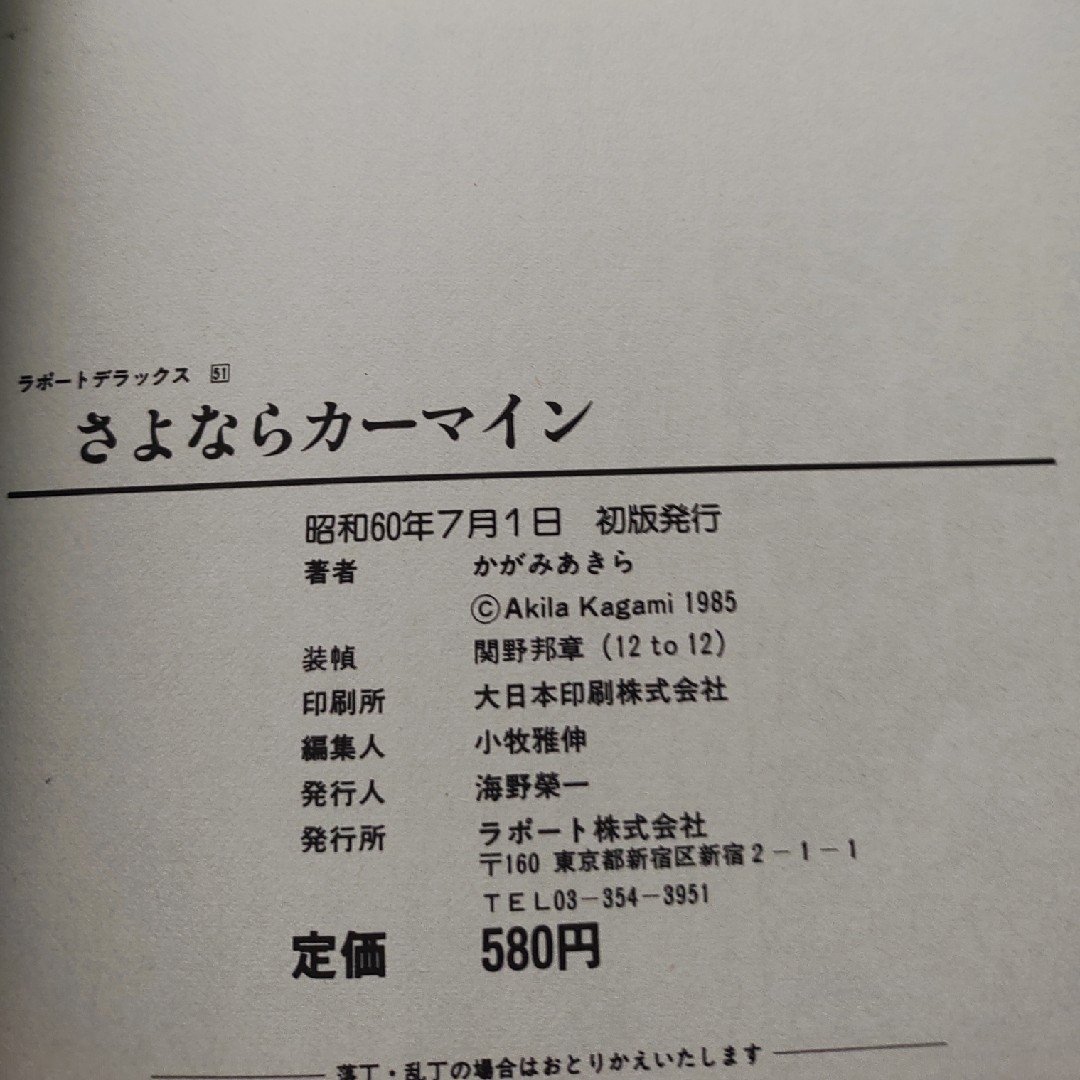 ラポートデラックス 51
さよならカーマイン
昭和60年7月1日 初版発行
著者 かがみあきら
©Akila Kagami 1985
装幀 関野邦章 (12 to 12)
印刷所 大日本印刷株式会社
編集人 小牧雅伸
発行人 海野榮一
発行所 ラポート株式会社
〒160 東京都新宿区新宿2-1-1
TEL03-354-3951
定価 580円
落丁・乱丁の場合はおとりかえいたします